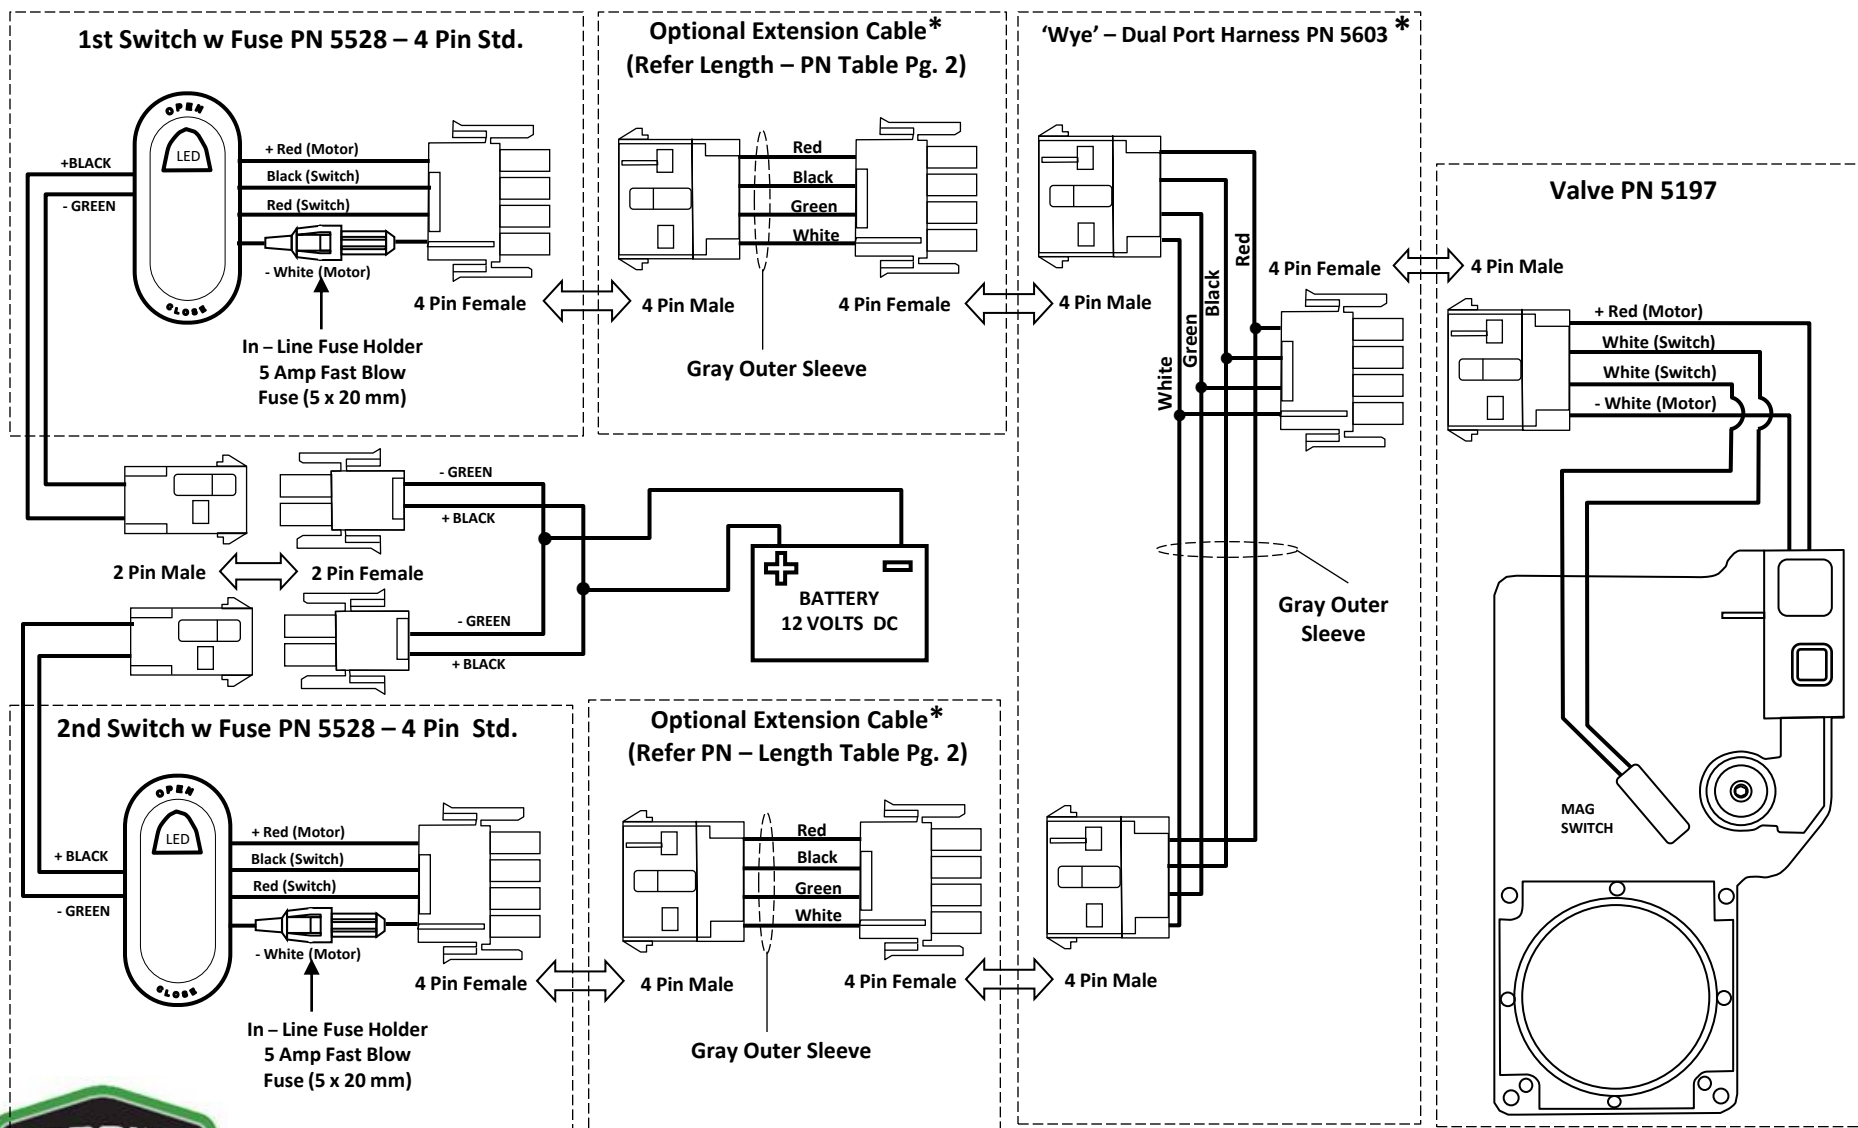 1st Switch w Fuse PN 5528 – 4 Pin Std.
OPEN
LED
CLOSE
+BLACK
- GREEN
+ Red (Motor)
Black (Switch)
Red (Switch)
- White (Motor)
4 Pin Female
In – Line Fuse Holder
5 Amp Fast Blow
Fuse (5 x 20 mm)
Optional Extension Cable*
(Refer Length – PN Table Pg. 2)
Red
Black
Green
White
4 Pin Male
4 Pin Female
Gray Outer Sleeve
‘Wye’ – Dual Port Harness PN 5603 *
4 Pin Male
Red
Black
Green
White
4 Pin Female
Gray Outer
Sleeve
4 Pin Male
Valve PN 5197
4 Pin Male
+ Red (Motor)
White (Switch)
White (Switch)
- White (Motor)
MAG
SWITCH
- GREEN
+ BLACK
2 Pin Male
2 Pin Female
- GREEN
+ BLACK
BATTERY
12 VOLTS DC
2nd Switch w Fuse PN 5528 – 4 Pin Std.
OPEN
LED
CLOSE
+ BLACK
- GREEN
+ Red (Motor)
Black (Switch)
Red (Switch)
- White (Motor)
4 Pin Female
In – Line Fuse Holder
5 Amp Fast Blow
Fuse (5 x 20 mm)
Optional Extension Cable*
(Refer PN – Length Table Pg. 2)
Red
Black
Green
White
4 Pin Male
4 Pin Female
Gray Outer Sleeve